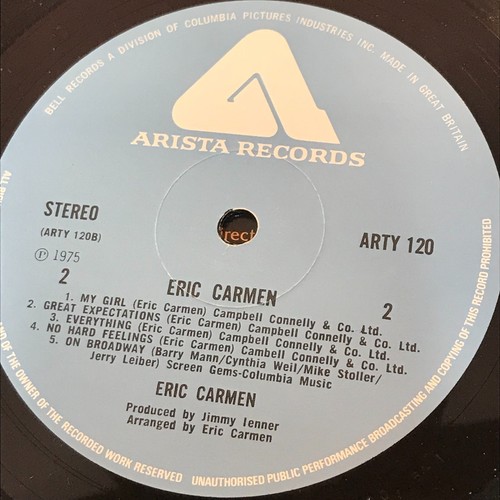 BELL RECORDS A DIVISION OF COLUMBIA PICTURES INDUSTRIES INC. MADE IN GREAT BRITAIN
ARISTA RECORDS
STEREO
(ARTY 120B)
℗ 1975
2
ARTY 120
2
rect
ERIC CARMEN
1. MY GIRL (Eric Carmen) Campbell Connelly & Co. Ltd.
2. GREAT EXPECTATIONS (Eric Carmen) Campbell Connelly & Co. Ltd.
3. EVERYTHING (Eric Carmen) Campbell Connelly & Co. Ltd.
4. NO HARD FEELINGS (Eric Carmen) Cambell Connelly & Co. Ltd.
5. ON BROADWAY (Barry Mann/Cynthia Weil/Mike Stoller/
Jerry Leiber) Screen Gems-Columbia Music
ERIC CARMEN
Produced by Jimmy Ienner
Arranged by Eric Carmen
ALL
AND OF THE OWNER OF THE RECORDED WORK RESERVED UNAUTHORISED PUBLIC PERFORMANCE BROADCASTING AND COPYING OF THIS RECORD PROHIBITED